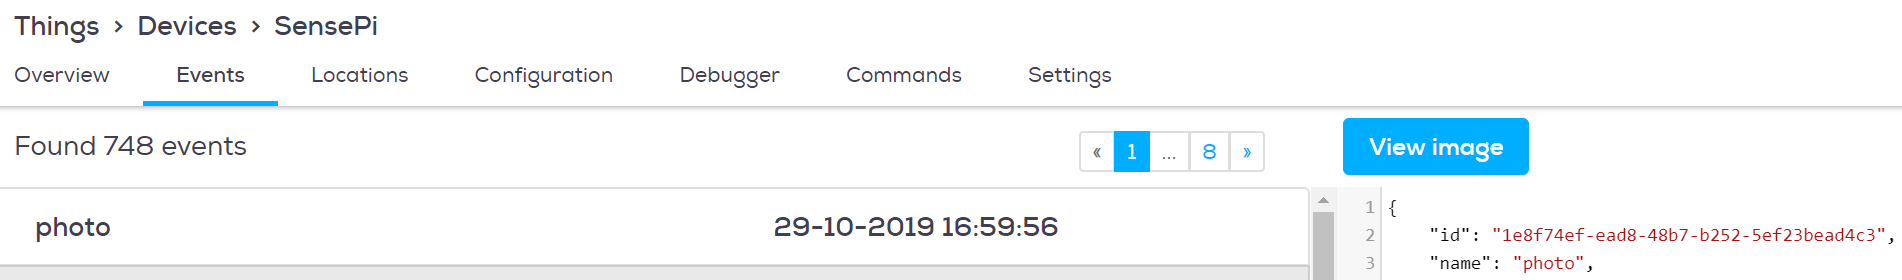 Things > Devices > SensePi
Overview Events Locations Configuration Debugger Commands Settings
Found 748 events
« 1 ... 8 »
View image
photo 29-10-2019 16:59:56
1 {
2 "id": "1e8f74ef-ead8-48b7-b252-5ef23bead4c3",
3 "name": "photo",